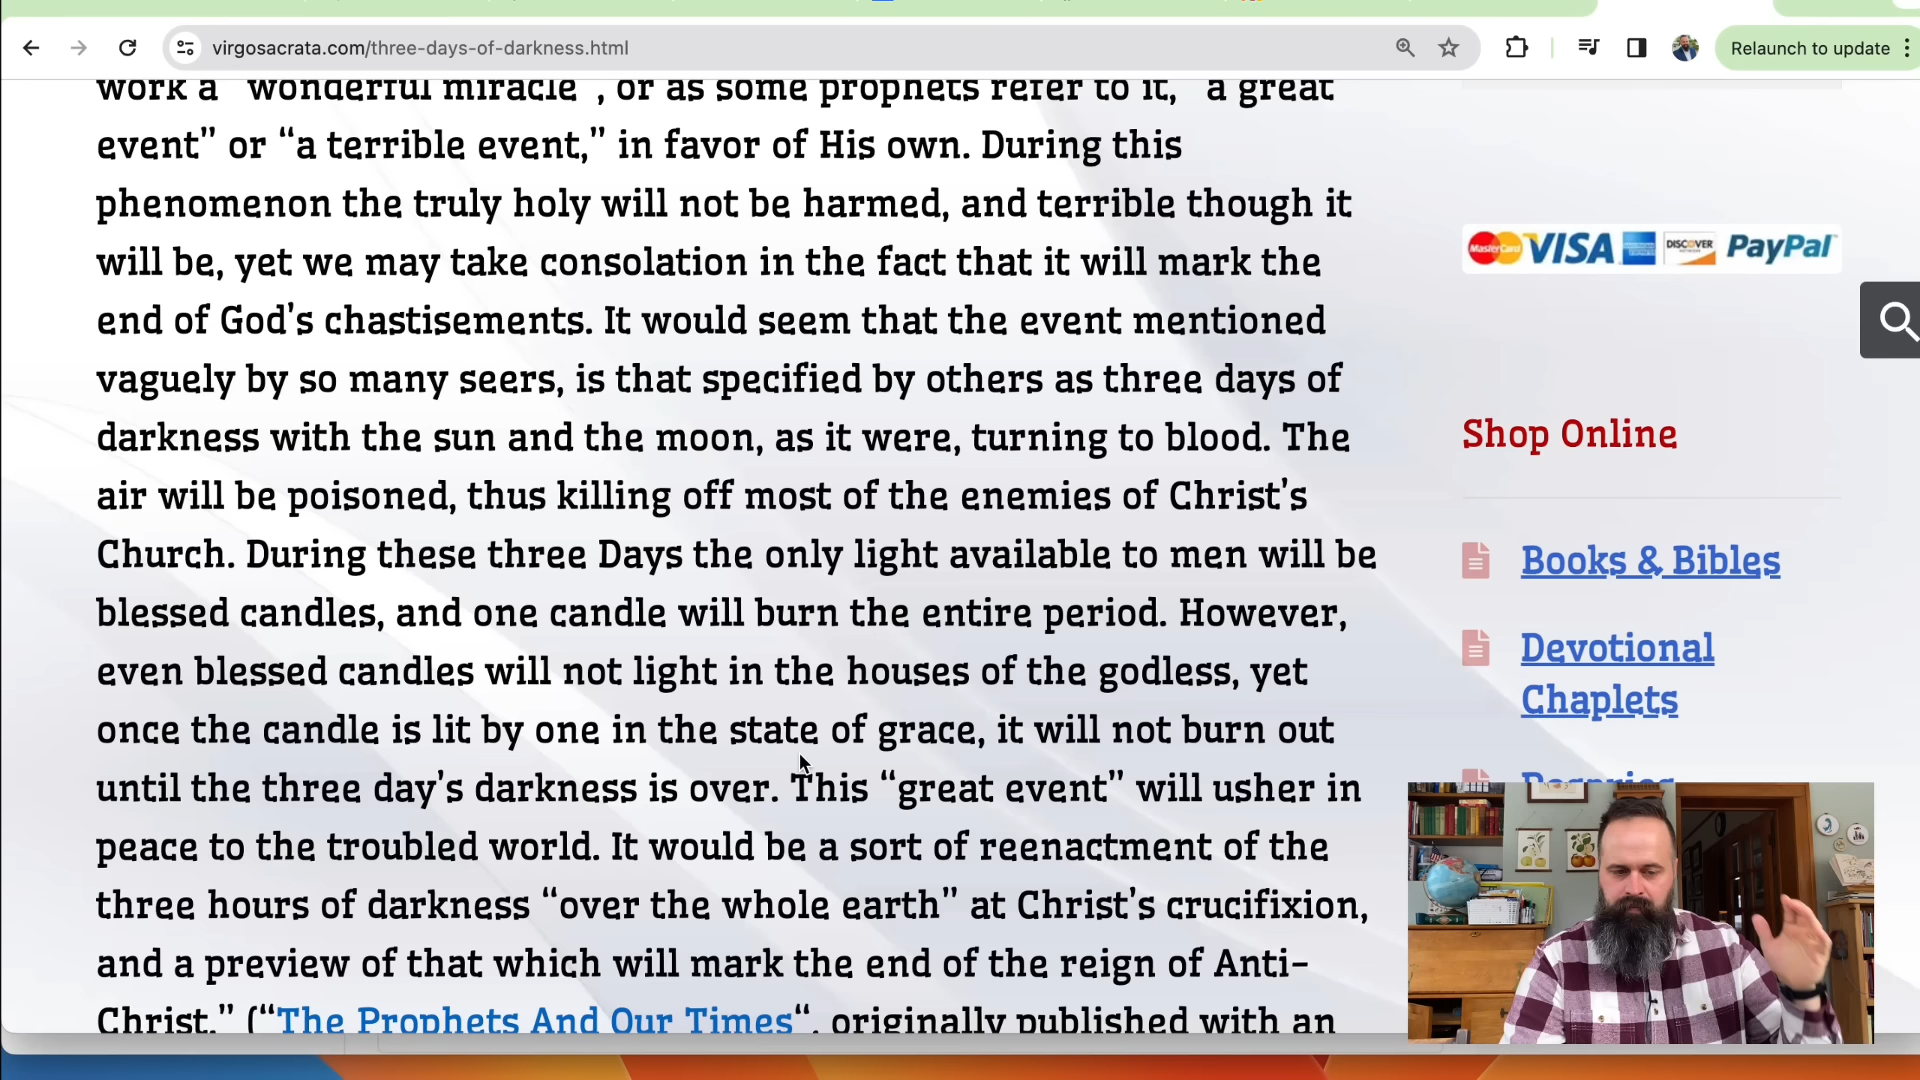 virgosacrata.com/three-days-of-darkness.html
Relaunch to update
work a "wonderful miracle", or as some prophets refer to it, "a great
event” or “a terrible event,” in favor of His own. During this
phenomenon the truly holy will not be harmed, and terrible though it
will be, yet we may take consolation in the fact that it will mark the
end of God’s chastisements. It would seem that the event mentioned
vaguely by so many seers, is that specified by others as three days of
darkness with the sun and the moon, as it were, turning to blood. The
air will be poisoned, thus killing off most of the enemies of Christ’s
Church. During these three Days the only light available to men will be
blessed candles, and one candle will burn the entire period. However,
even blessed candles will not light in the houses of the godless, yet
once the candle is lit by one in the state of grace, it will not burn out
until the three day’s darkness is over. This “great event” will usher in
peace to the troubled world. It would be a sort of reenactment of the
three hours of darkness “over the whole earth” at Christ’s crucifixion,
and a preview of that which will mark the end of the reign of Anti-
Christ.” (“The Prophets And Our Times“, originally published with an
MasterCard VISA DISCOVER PayPal
Shop Online
Books & Bibles
Devotional
Chaplets